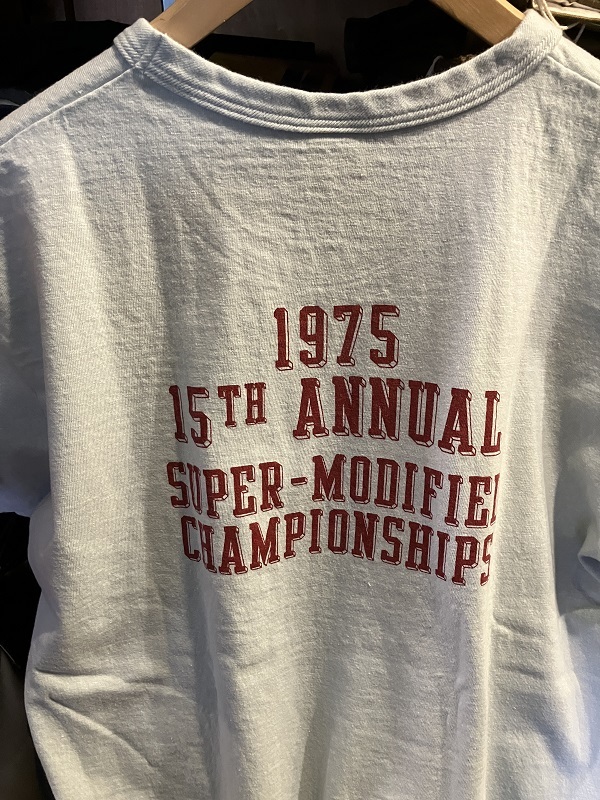 1975
15TH ANNUAL
SUPER-MODIFIED
CHAMPIONSHIPS